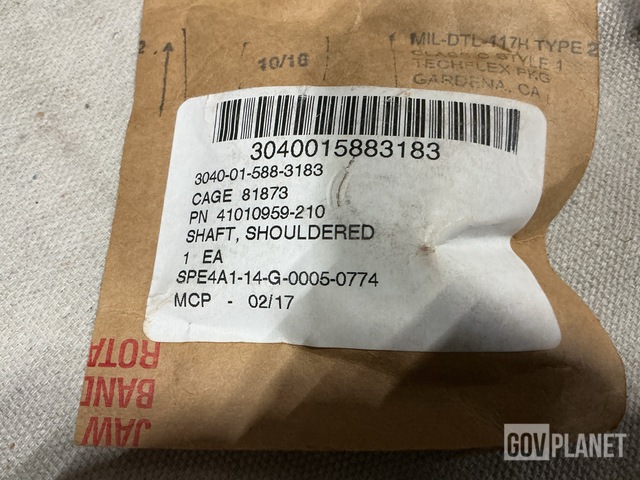 2.
10/16
MIL-DTL-117H TYPE 2
STYLE 1
TECHFLEX PKG
GARDENA, CA
3040015883183
3040-01-588-3183
CAGE 81873
PN 41010959-210
SHAFT, SHOULDERED
1 EA
SPE4A1-14-G-0005-0774
MCP - 02/17
JAW
BAND
ROTA
GOVPLANET